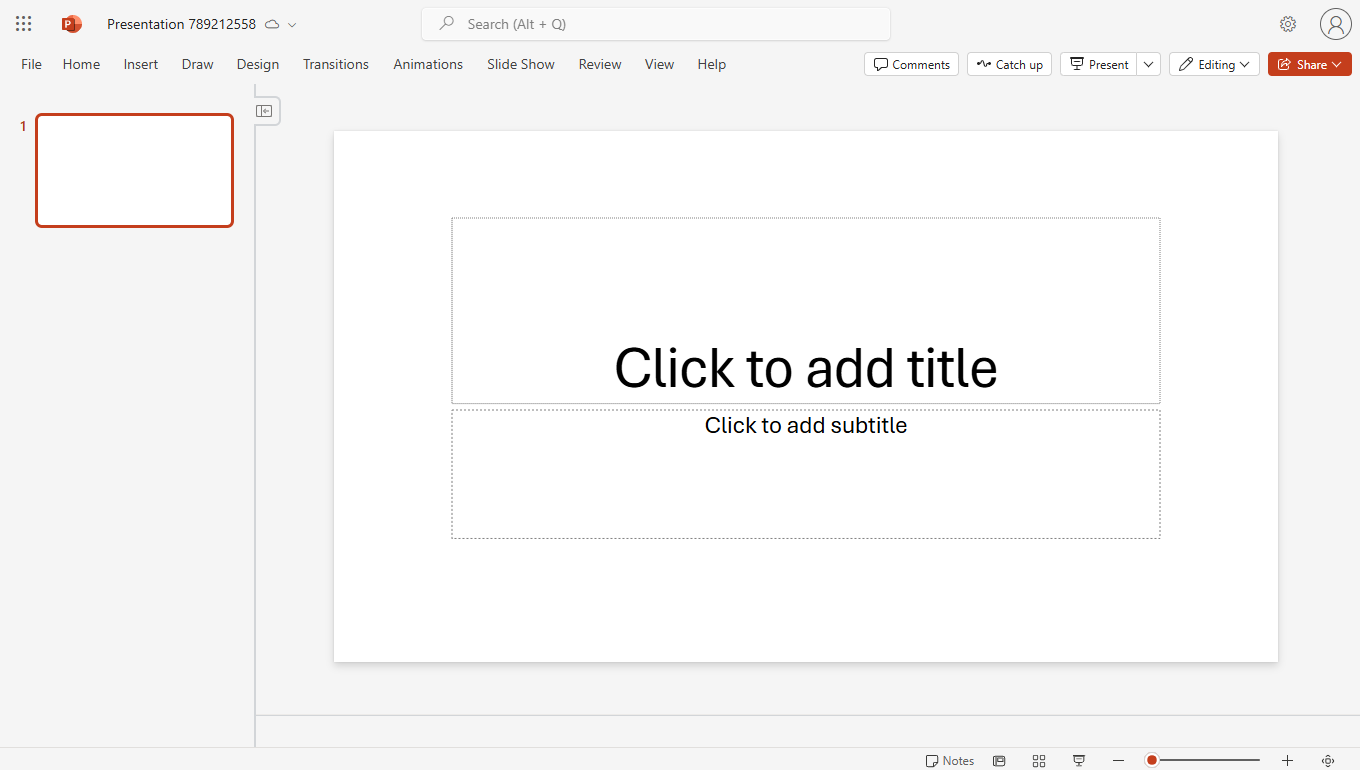 Presentation 789212558
Search (Alt + Q)
File Home Insert Draw Design Transitions Animations Slide Show Review View Help
Comments Catch up Present Editing Share
1
Click to add title
Click to add subtitle
Notes